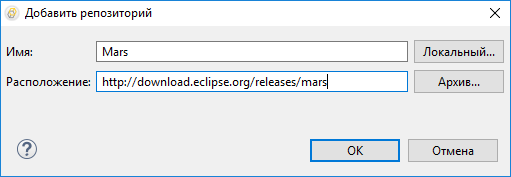 Добавить репозиторий
Имя: Mars Локальный...
Расположение: http://download.eclipse.org/releases/mars Архив...
? OK Отмена